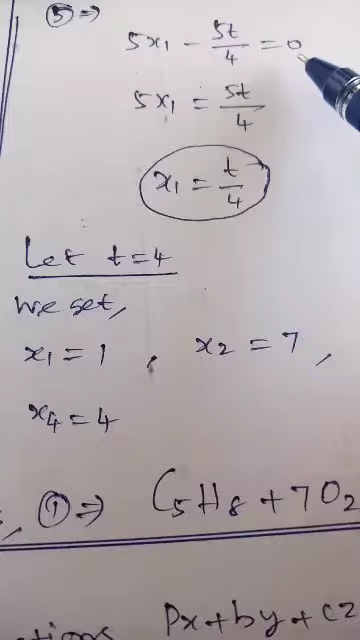 ⑤ ⇒
5x₁ - 5t/4 = 0
5x₁ = 5t/4
x₁ = t/4
Let t=4
we get,
x₁ = 1 , x₂ = 7 ,
x₄ = 4
, ① ⇒ C₅H₈ + 7O₂
px + by + cz